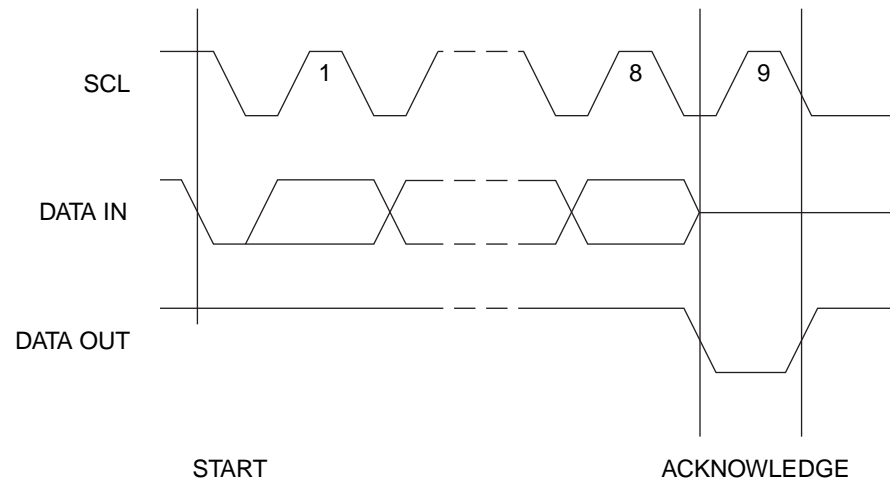 SCL
1
8
9
DATA IN
DATA OUT
START
ACKNOWLEDGE